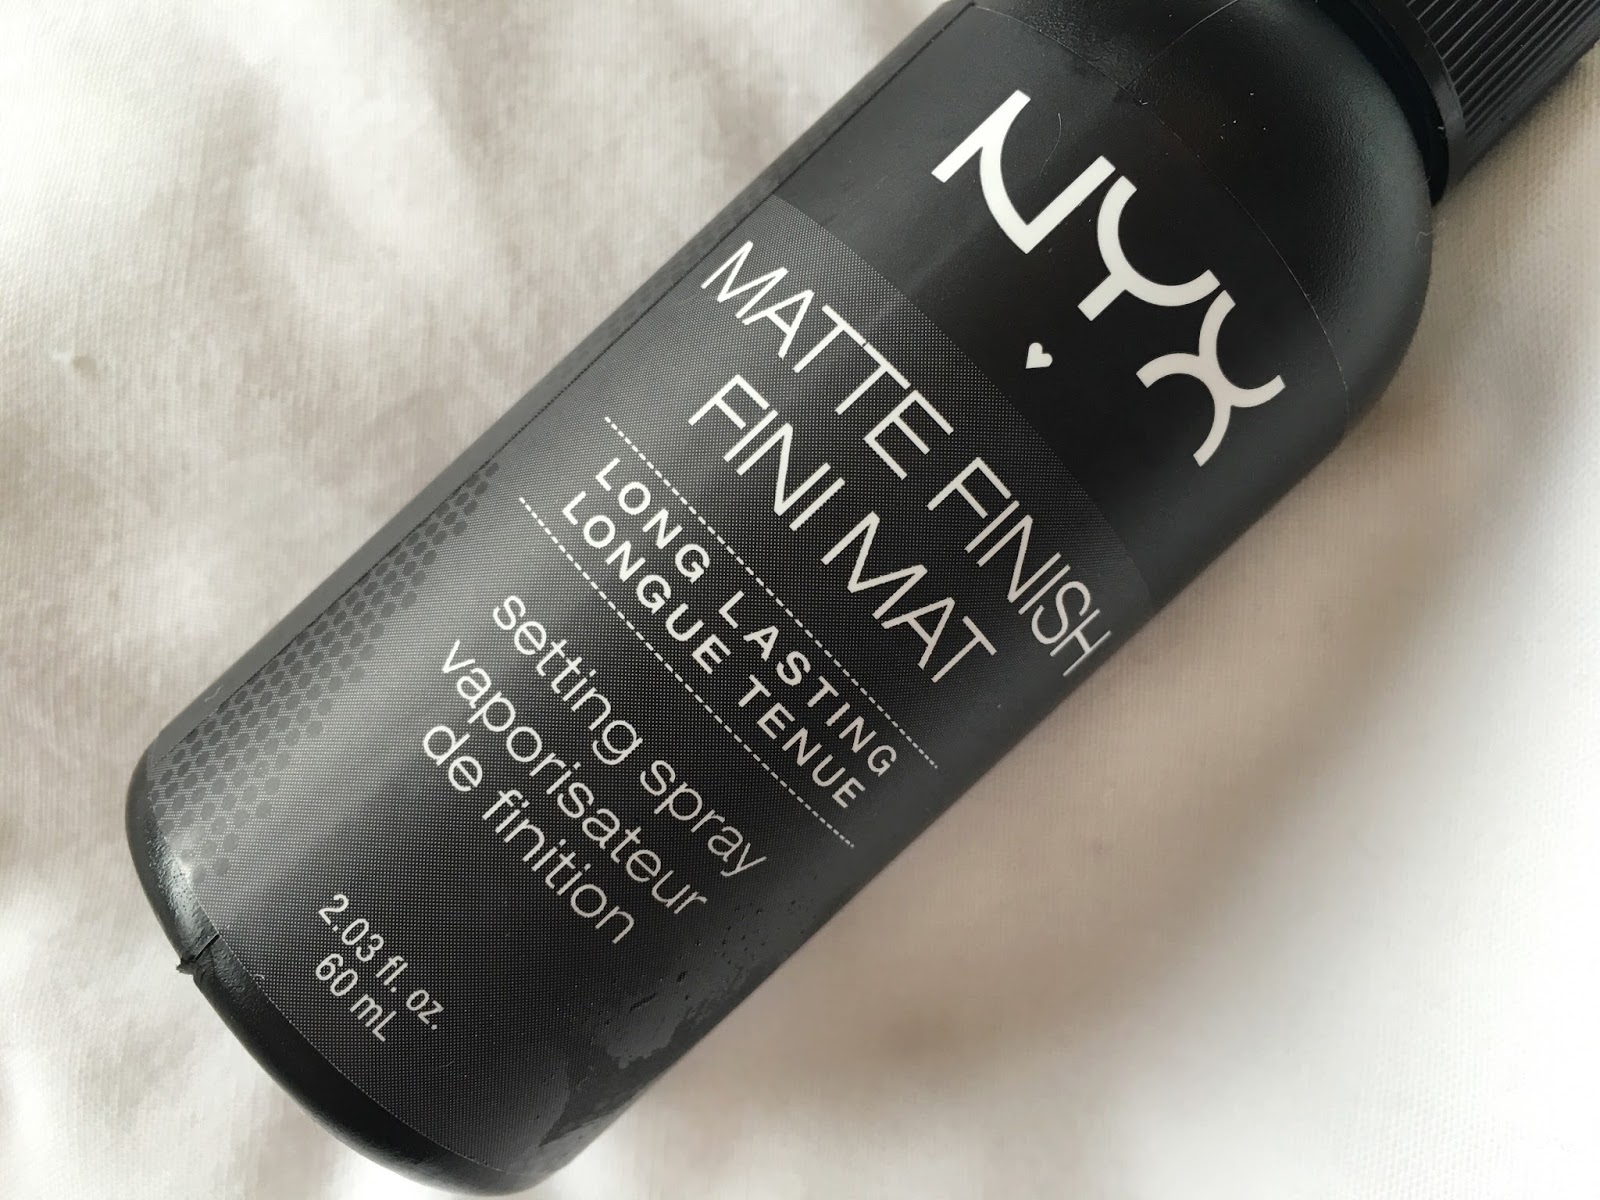 NYX
MATTE FINISH
FINI MAT
LONG LASTING
LONGUE TENUE
setting spray
vaporisateur
de finition
2.03 fl. oz.
60 mL